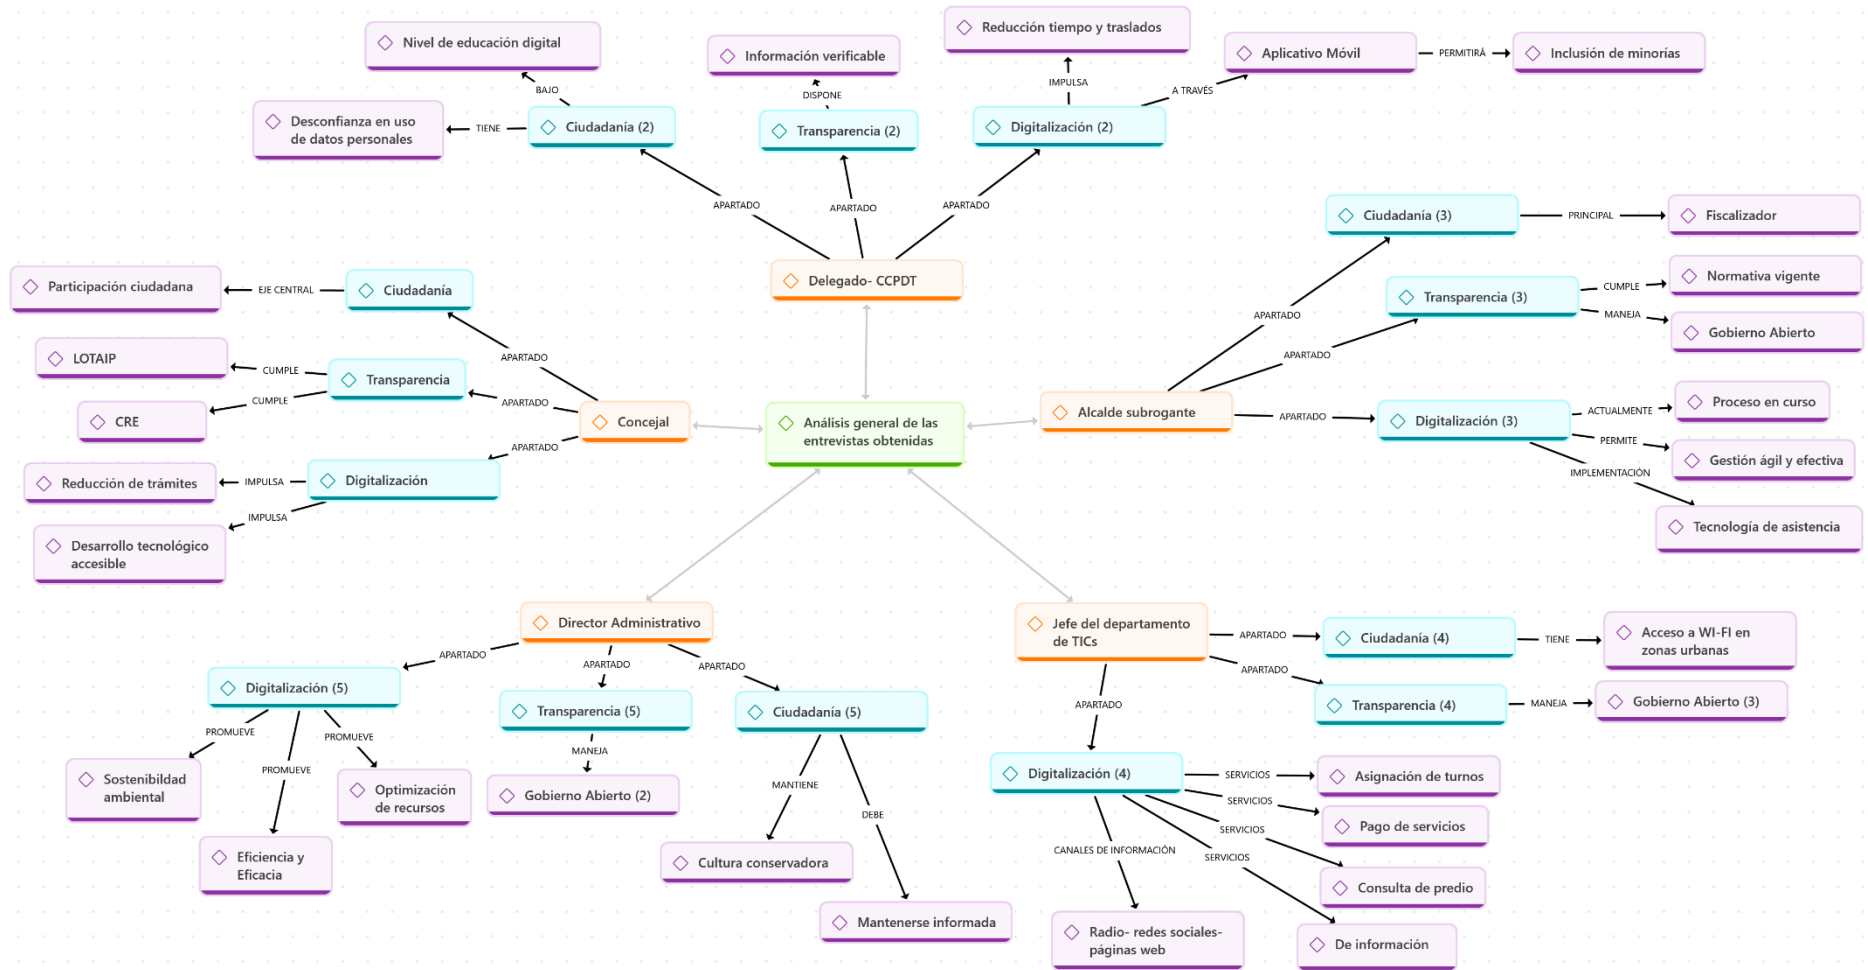 Reducción tiempo y traslados
Nivel de educación digital
Información verificable
Aplicativo Móvil
PERMITIRÁ
Inclusión de minorías
BAJO
DISPONE
IMPULSA
A TRAVÉS
Desconfianza en uso
de datos personales
TIENE
Ciudadanía (2)
Transparencia (2)
Digitalización (2)
APARTADO
APARTADO
APARTADO
Delegado- CCPDT
Ciudadanía (3)
PRINCIPAL
Fiscalizador
Transparencia (3)
CUMPLE
Normativa vigente
MANEJA
Gobierno Abierto
APARTADO
APARTADO
Participación ciudadana
EJE CENTRAL
Ciudadanía
APARTADO
LOTAIP
CUMPLE
Transparencia
CUMPLE
CRE
APARTADO
Concejal
APARTADO
Reducción de trámites
IMPULSA
Digitalización
IMPULSA
Desarrollo tecnológico
accesible
Análisis general de las
entrevistas obtenidas
Alcalde subrogante
APARTADO
Digitalización (3)
ACTUALMENTE
Proceso en curso
PERMITE
Gestión ágil y efectiva
IMPLEMENTACIÓN
Tecnología de asistencia
Director Administrativo
APARTADO
APARTADO
APARTADO
Digitalización (5)
Transparencia (5)
Ciudadanía (5)
PROMUEVE
PROMUEVE
PROMUEVE
MANEJA
MANTIENE
DEBE
Sostenibildad
ambiental
Optimización
de recursos
Gobierno Abierto (2)
Eficiencia y
Eficacia
Cultura conservadora
Mantenerse informada
Jefe del departamento
de TICs
APARTADO
Ciudadanía (4)
TIENE
Acceso a WI-FI en
zonas urbanas
APARTADO
Transparencia (4)
MANEJA
Gobierno Abierto (3)
APARTADO
Digitalización (4)
SERVICIOS
Asignación de turnos
SERVICIOS
Pago de servicios
SERVICIOS
Consulta de predio
SERVICIOS
De información
CANALES DE INFORMACIÓN
Radio- redes sociales-
páginas web